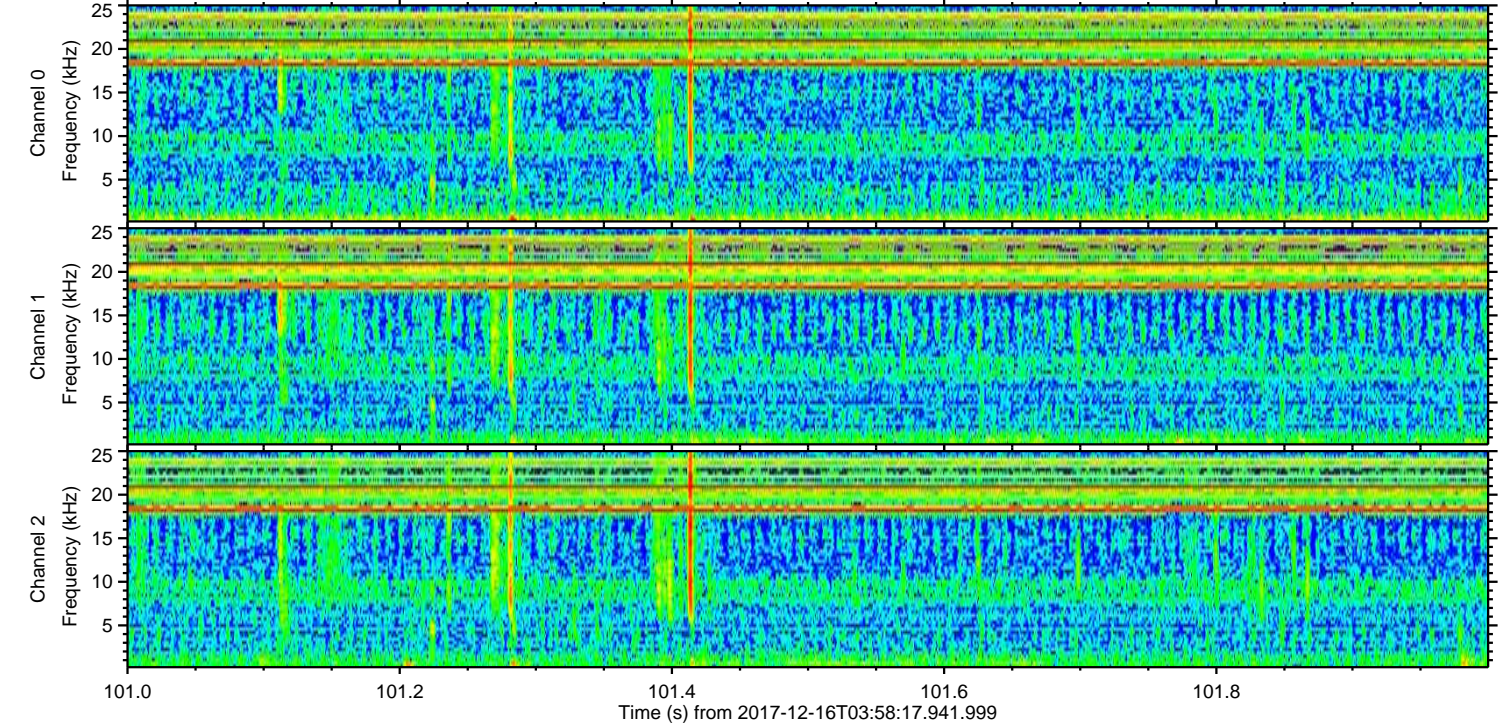 25
20
15
10
5
Channel 0
Frequency (kHz)
25
20
15
10
5
Channel 1
Frequency (kHz)
25
20
15
10
5
Channel 2
Frequency (kHz)
101.0 101.2 101.4 101.6 101.8
Time (s) from 2017-12-16T03:58:17.941.999